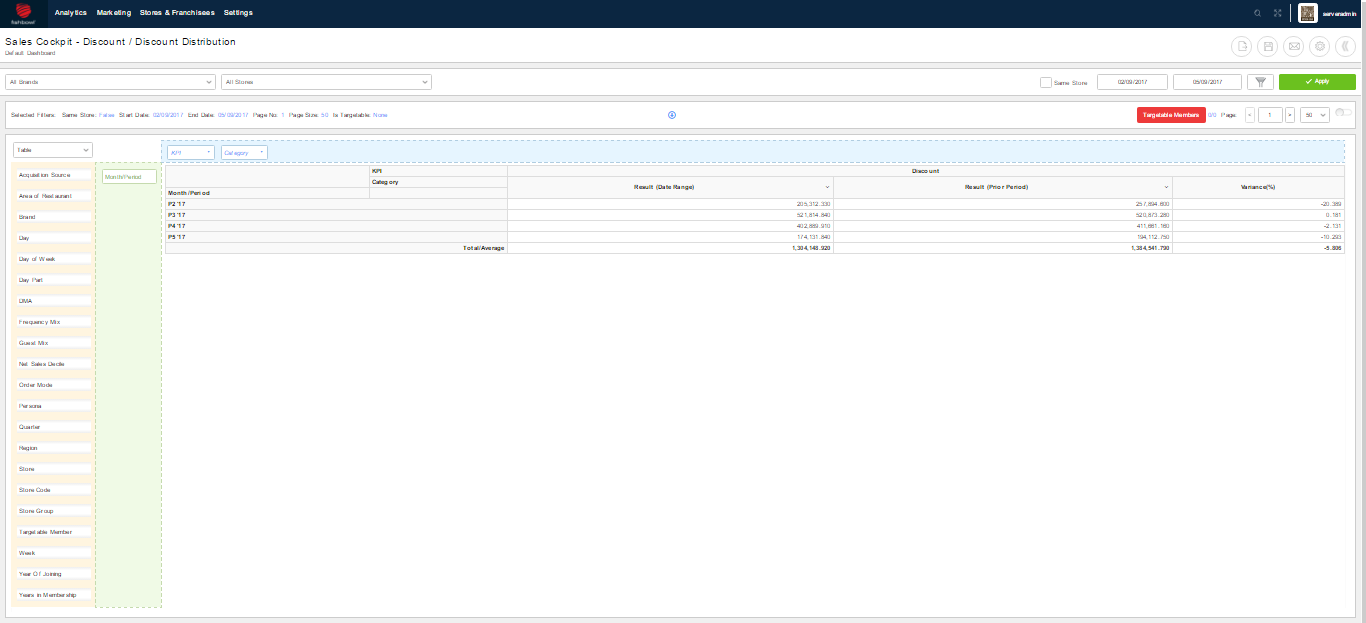 Analytics Marketing Stores & Franchisees Settings serveradmin
fishbowl
Sales Cockpit - Discount / Discount Distribution
Default Dashboard
All Brands All Stores Same Store 02/09/2017 05/09/2017 Apply
Selected Filters: Same Store: False Start Date: 02/09/2017 End Date: 05/09/2017 Page No: 1 Page Size: 50 Is Targetable: None Targetable Members 0/0 Page: < 1 > 50
Table KPI Category
Month/Period
KPI Discount
Category Result (Date Range) Result (Prior Period) Variance(%)
Month/Period
P2 '17 205,312.330 257,894.600 -20.389
P3 '17 521,814.840 520,873.280 0.181
P4 '17 402,889.910 411,661.160 -2.131
P5 '17 174,131.840 194,112.750 -10.293
Total/Average 1,304,148.920 1,384,541.790 -5.806
Acquisition Source
Area of Restaurant
Brand
Day
Day of Week
Day Part
DMA
Frequency Mix
Guest Mix
Net Sales Decile
Order Mode
Persona
Quarter
Region
Store
Store Code
Store Group
Targetable Member
Week
Year Of Joining
Years in Membership